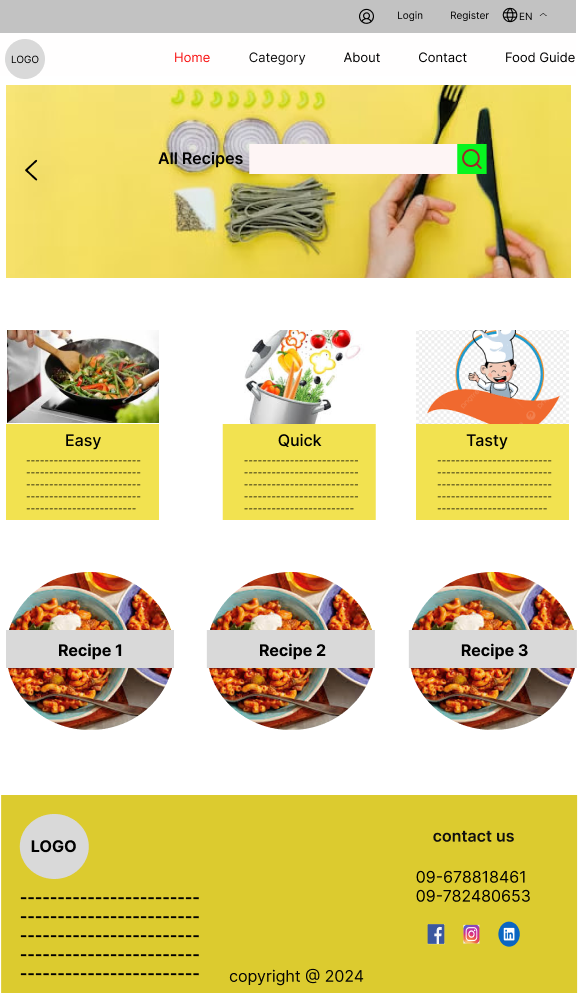 Login Register EN
LOGO
Home Category About Contact Food Guide
All Recipes
Easy
Quick
Tasty
Recipe 1
Recipe 2
Recipe 3
LOGO
contact us
09-678818461
09-782480653
copyright @ 2024